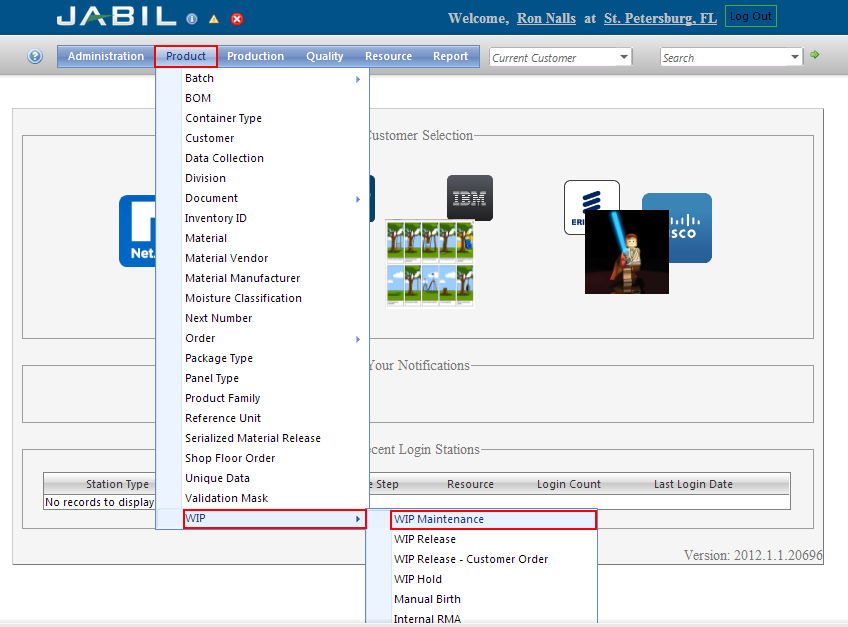 JABIL
Welcome, Ron Nalls at St. Petersburg, FL Log Out
Administration Product Production Quality Resource Report Current Customer Search
Batch
BOM
Container Type
Customer
Data Collection
Division
Document
Inventory ID
Material
Material Vendor
Material Manufacturer
Moisture Classification
Next Number
Order
Package Type
Panel Type
Product Family
Reference Unit
Serialized Material Release
Shop Floor Order
Unique Data
Validation Mask
WIP
WIP Maintenance
WIP Release
WIP Release - Customer Order
WIP Hold
Manual Birth
Internal RMA
ustomer Selection
Net
IBM
ERI
sco
Your Notifications
cent Login Stations
Station Type e Step Resource Login Count Last Login Date
No records to display
Version: 2012.1.1.20696